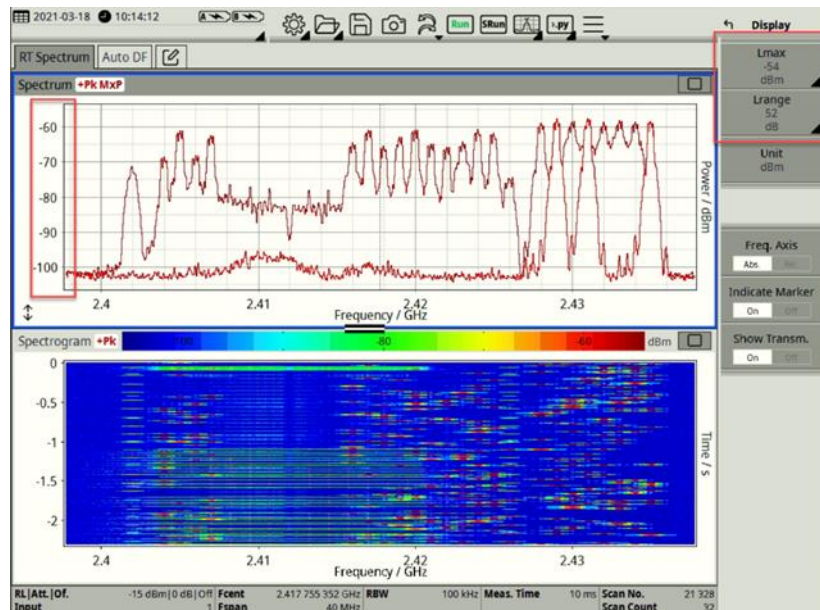 2021-03-18 10:14:12 A B Run SRun >.py Display
RT Spectrum Auto DF
Spectrum +Pk MxP
Lmax
-54
dBm
Lrange
52
dB
Unit
dBm
Freq. Axis
Abs.
Indicate Marker
On Off
Show Transm.
On Off
-60
-70
-80
-90
-100
Power / dBm
2.4 2.41 2.42 2.43
Frequency / GHz
Spectrogram +Pk -100 -80 -60 dBm
0
-0.5
-1
-1.5
-2
Time / s
2.4 2.41 2.42 2.43
Frequency / GHz
RL|Att.|Of. -15 dBm|0 dB|Off Fcent 2.417 755 352 GHz RBW 100 kHz Meas. Time 10 ms Scan No. 21 328
Input 1 Fspan 40 MHz Scan Count 32